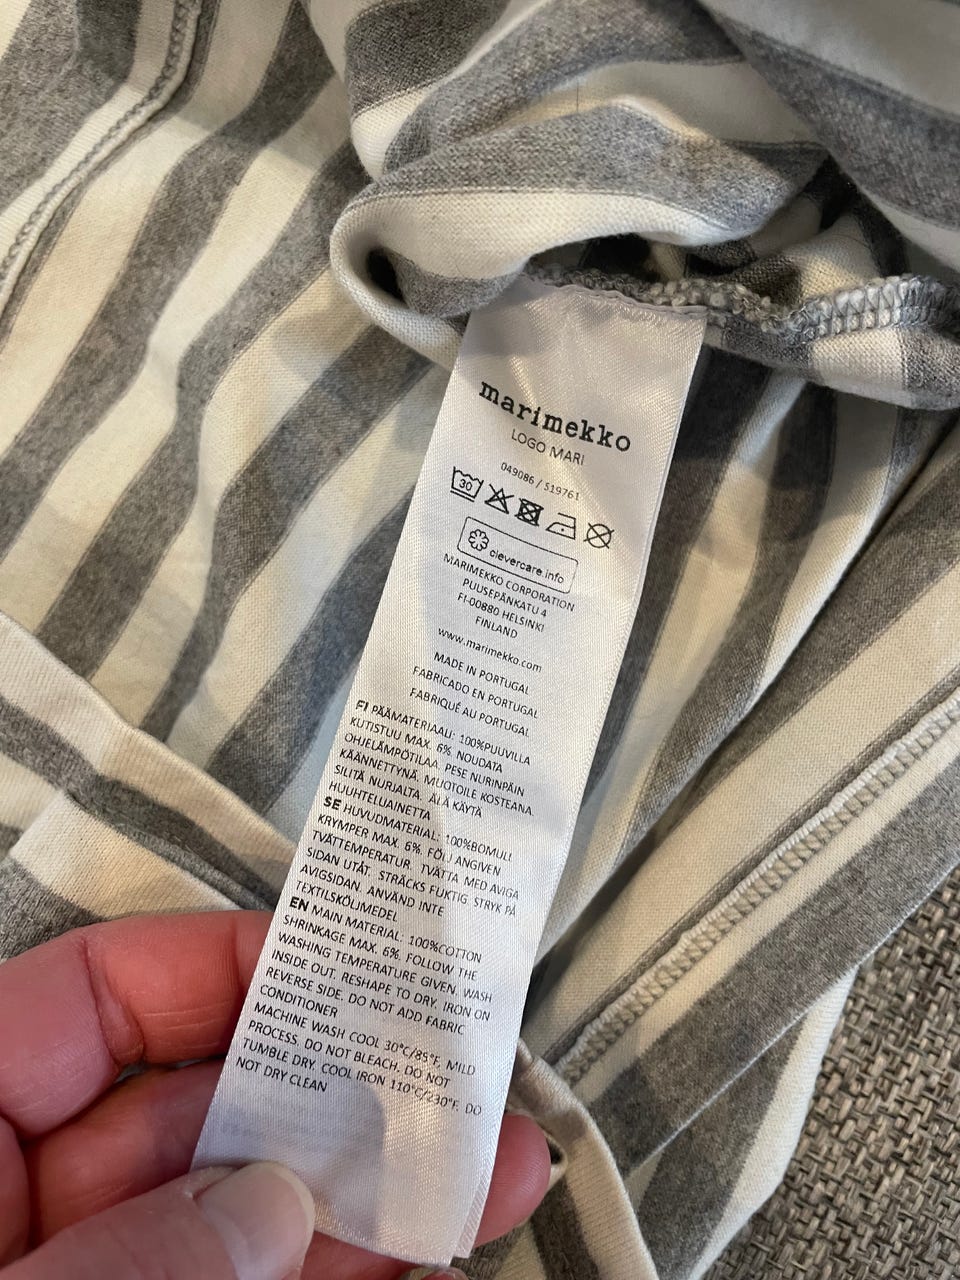 marimekko
LOGO MARI
049086 / 519761
30
clevercare.info
MARIMEKKO CORPORATION
PUUSEPÄNKATU 4
FI-00880 HELSINKI
FINLAND
www.marimekko.com
MADE IN PORTUGAL
FABRICADO EN PORTUGAL
FABRIQUÉ AU PORTUGAL
FI PÄÄMATERIAALI: 100%PUUVILLA
KUTISTUU MAX. 6% NOUDATA
OHJELÄMPÖTILAA. PESE NURINPÄIN
KÄÄNNETTYNÄ. MUOTOILE KOSTEANA.
SILITÄ NURJALTA. ÄLÄ KÄYTÄ
HUUHTELUAINETTA
SE HUVUDMATERIAL: 100%BOMULL
KRYMPER MAX. 6%. FÖLJ ANGIVEN
TVÄTTEMPERATUR. TVÄTTA MED AVIGA
SIDAN UTÅT. STRÄCKS FUKTIG. STRYK PÅ
AVIGSIDAN. ANVÄND INTE
TEXTILSKÖLJMEDEL
EN MAIN MATERIAL: 100%COTTON
SHRINKAGE MAX. 6%. FOLLOW THE
WASHING TEMPERATURE GIVEN. WASH
INSIDE OUT. RESHAPE TO DRY. IRON ON
REVERSE SIDE. DO NOT ADD FABRIC
CONDITIONER
MACHINE WASH COOL 30°C/85°F, MILD
PROCESS. DO NOT BLEACH. DO NOT
TUMBLE DRY. COOL IRON 110°C/230°F. DO
NOT DRY CLEAN